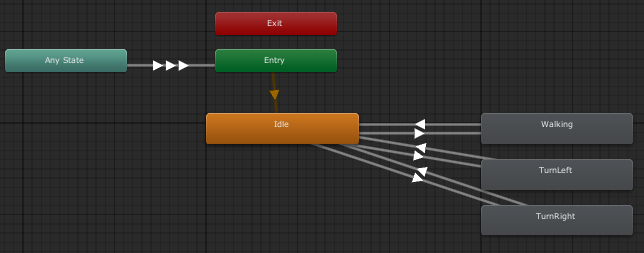 Exit
Any State
Entry
Idle
Walking
TurnLeft
TurnRight